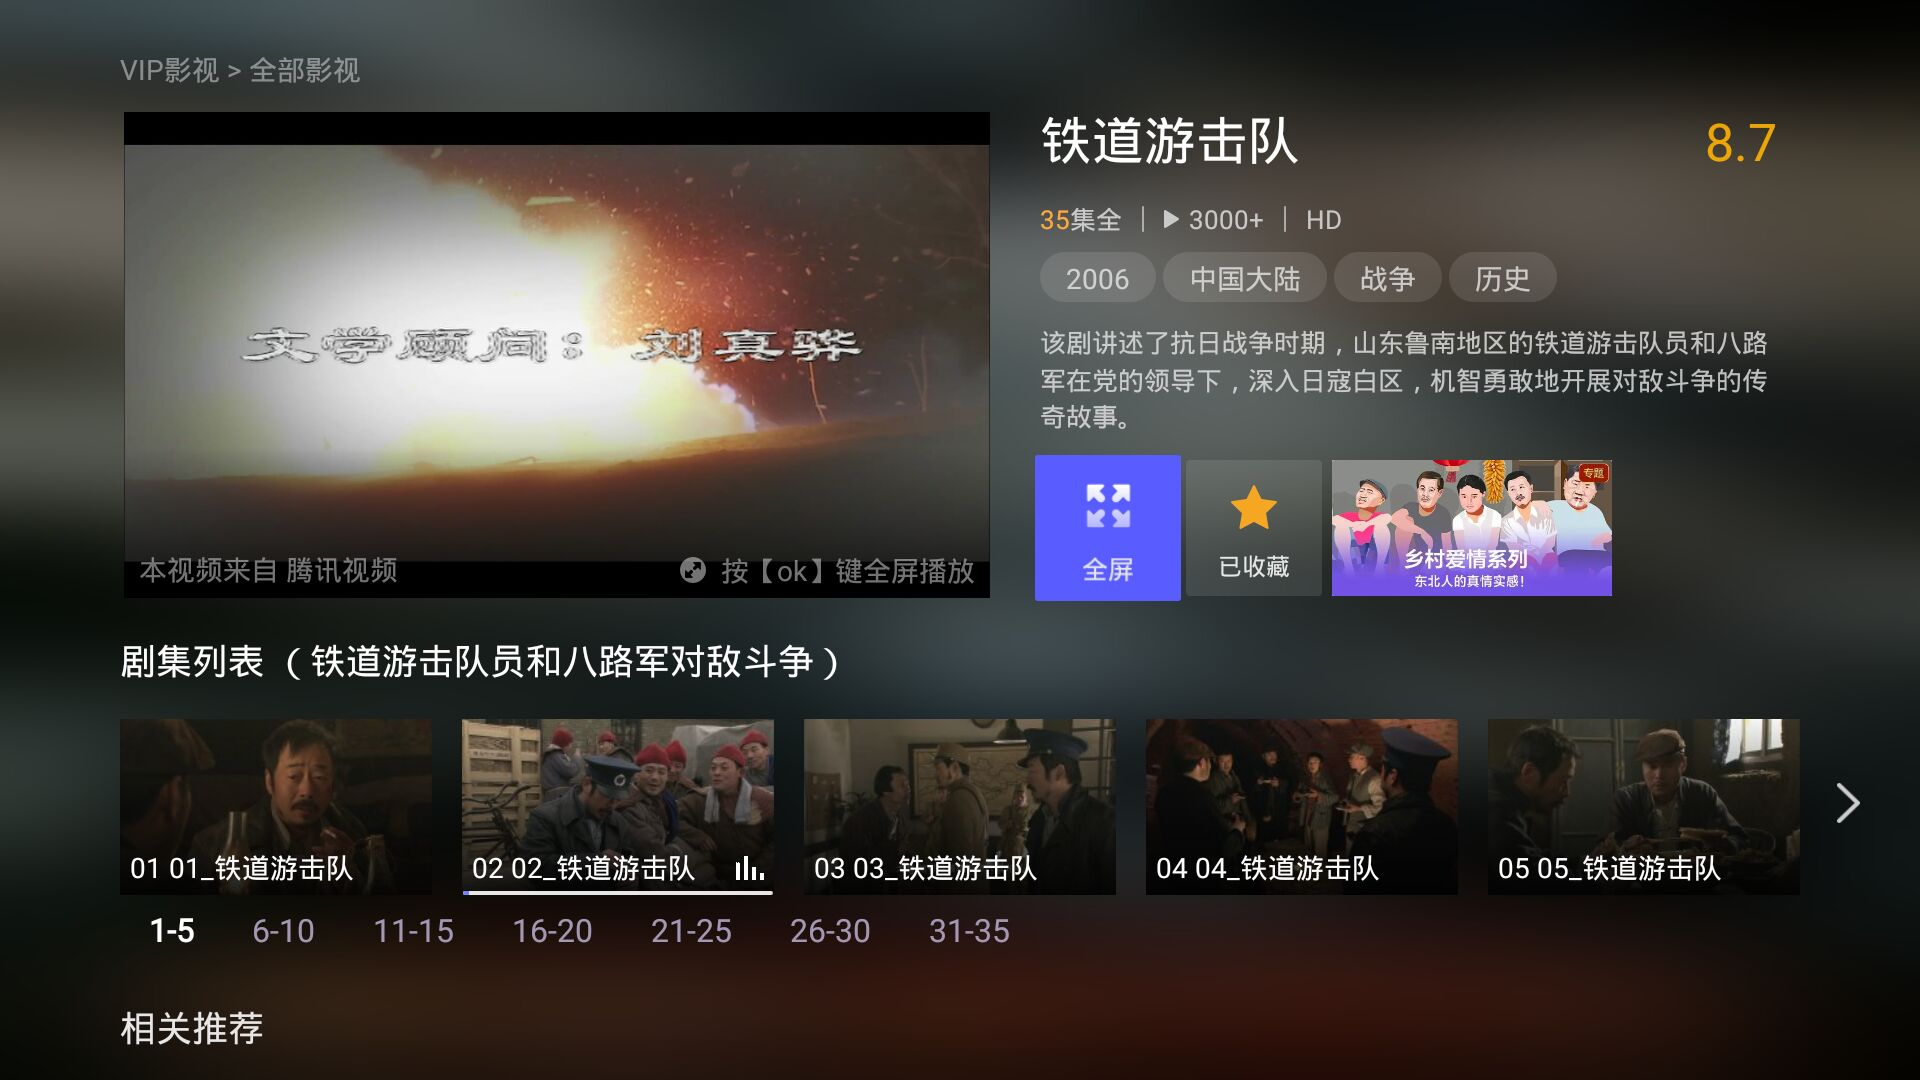 VIP影视 > 全部影视
文学顾问：刘真骅
本视频来自 腾讯视频
按【ok】键全屏播放
铁道游击队
8.7
35集全
3000+
HD
2006
中国大陆
战争
历史
该剧讲述了抗日战争时期，山东鲁南地区的铁道游击队员和八路
军在党的领导下，深入日寇白区，机智勇敢地开展对敌斗争的传
奇故事。
全屏
已收藏
专题
乡村爱情系列
东北人的真情实感！
剧集列表 （铁道游击队员和八路军对敌斗争）
01 01_铁道游击队
02 02_铁道游击队
03 03_铁道游击队
04 04_铁道游击队
05 05_铁道游击队
1-5
6-10
11-15
16-20
21-25
26-30
31-35
相关推荐